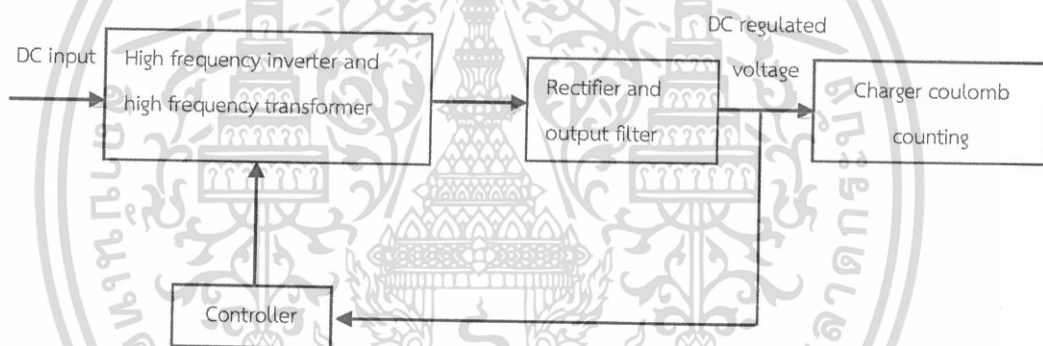 DC input
High frequency inverter and
high frequency transformer
Rectifier and
output filter
DC regulated
voltage
Charger coulomb
counting
Controller